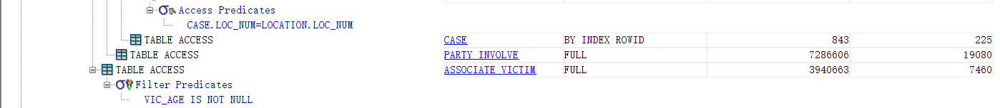 Access Predicates
CASE.LOC_NUM=LOCATION.LOC_NUM
TABLE ACCESS CASE BY INDEX ROWID 843 225
TABLE ACCESS PARTY_INVOLVE FULL 7286606 19080
TABLE ACCESS ASSOCIATE_VICTIM FULL 3940663 7460
Filter Predicates
VIC_AGE IS NOT NULL